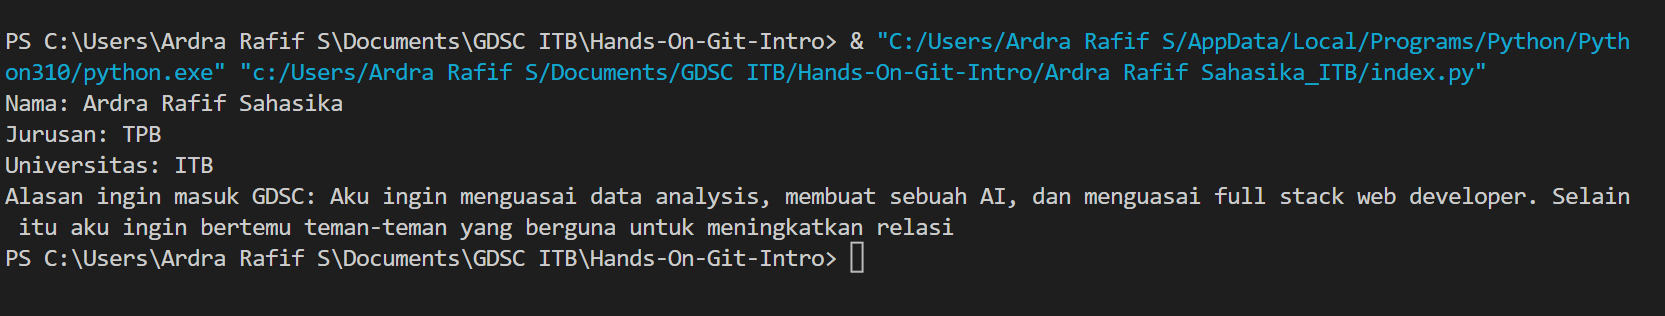 PS C:\Users\Ardra Rafif S\Documents\GDSC ITB\Hands-On-Git-Intro> & "C:/Users/Ardra Rafif S/AppData/Local/Programs/Python/Pyth
on310/python.exe" "c:/Users/Ardra Rafif S/Documents/GDSC ITB/Hands-On-Git-Intro/Ardra Rafif Sahasika_ITB/index.py"
Nama: Ardra Rafif Sahasika
Jurusan: TPB
Universitas: ITB
Alasan ingin masuk GDSC: Aku ingin menguasai data analysis, membuat sebuah AI, dan menguasai full stack web developer. Selain
 itu aku ingin bertemu teman-teman yang berguna untuk meningkatkan relasi
PS C:\Users\Ardra Rafif S\Documents\GDSC ITB\Hands-On-Git-Intro>